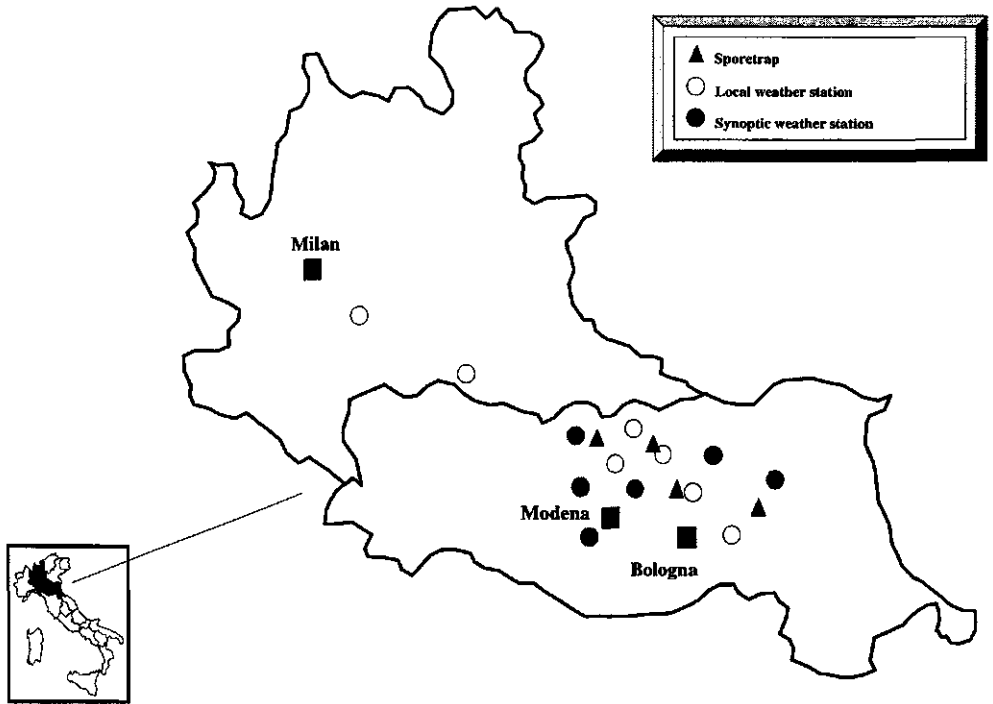 Sporetrap
Local weather station
Synoptic weather station
Milan
Modena
Bologna